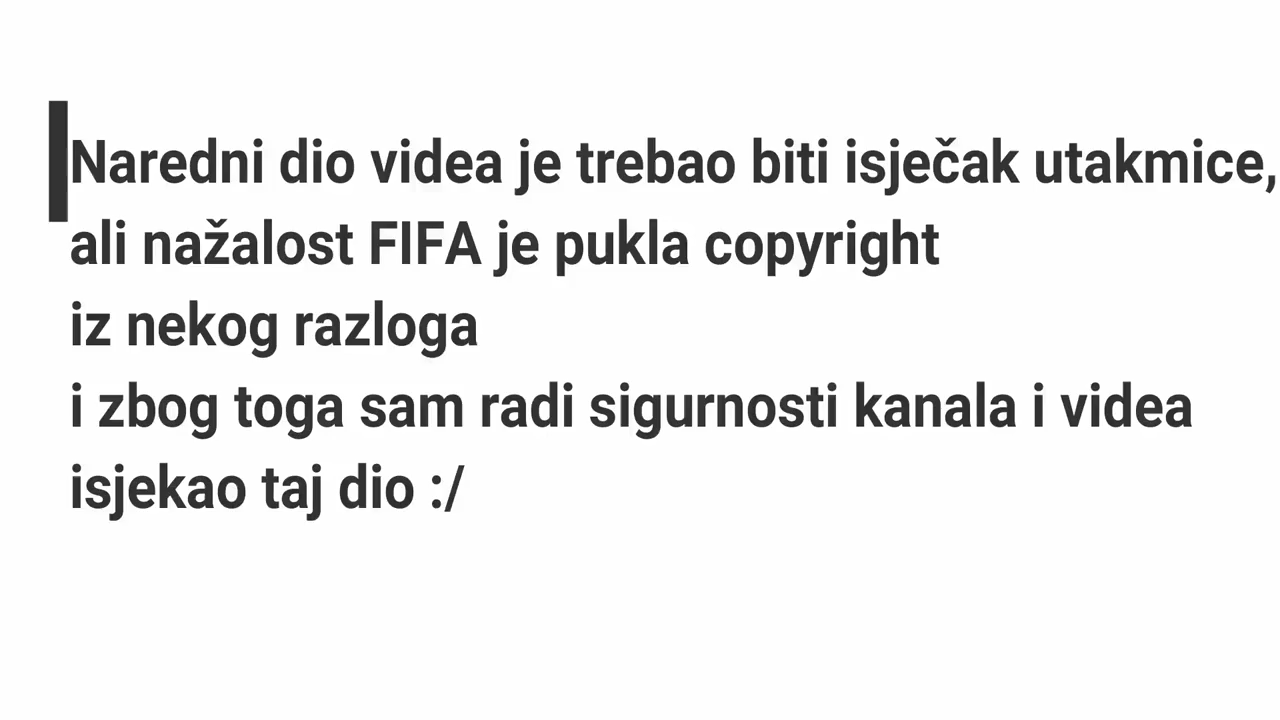 Naredni dio videa je trebao biti isječak utakmice,
ali nažalost FIFA je pukla copyright
iz nekog razloga
i zbog toga sam radi sigurnosti kanala i videa
isjekao taj dio :/